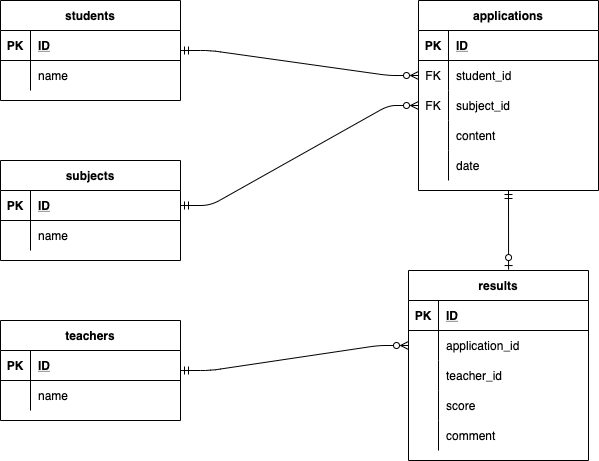 students
PK ID
name
applications
PK ID
FK student_id
FK subject_id
content
date
subjects
PK ID
name
results
PK ID
application_id
teacher_id
score
comment
teachers
PK ID
name